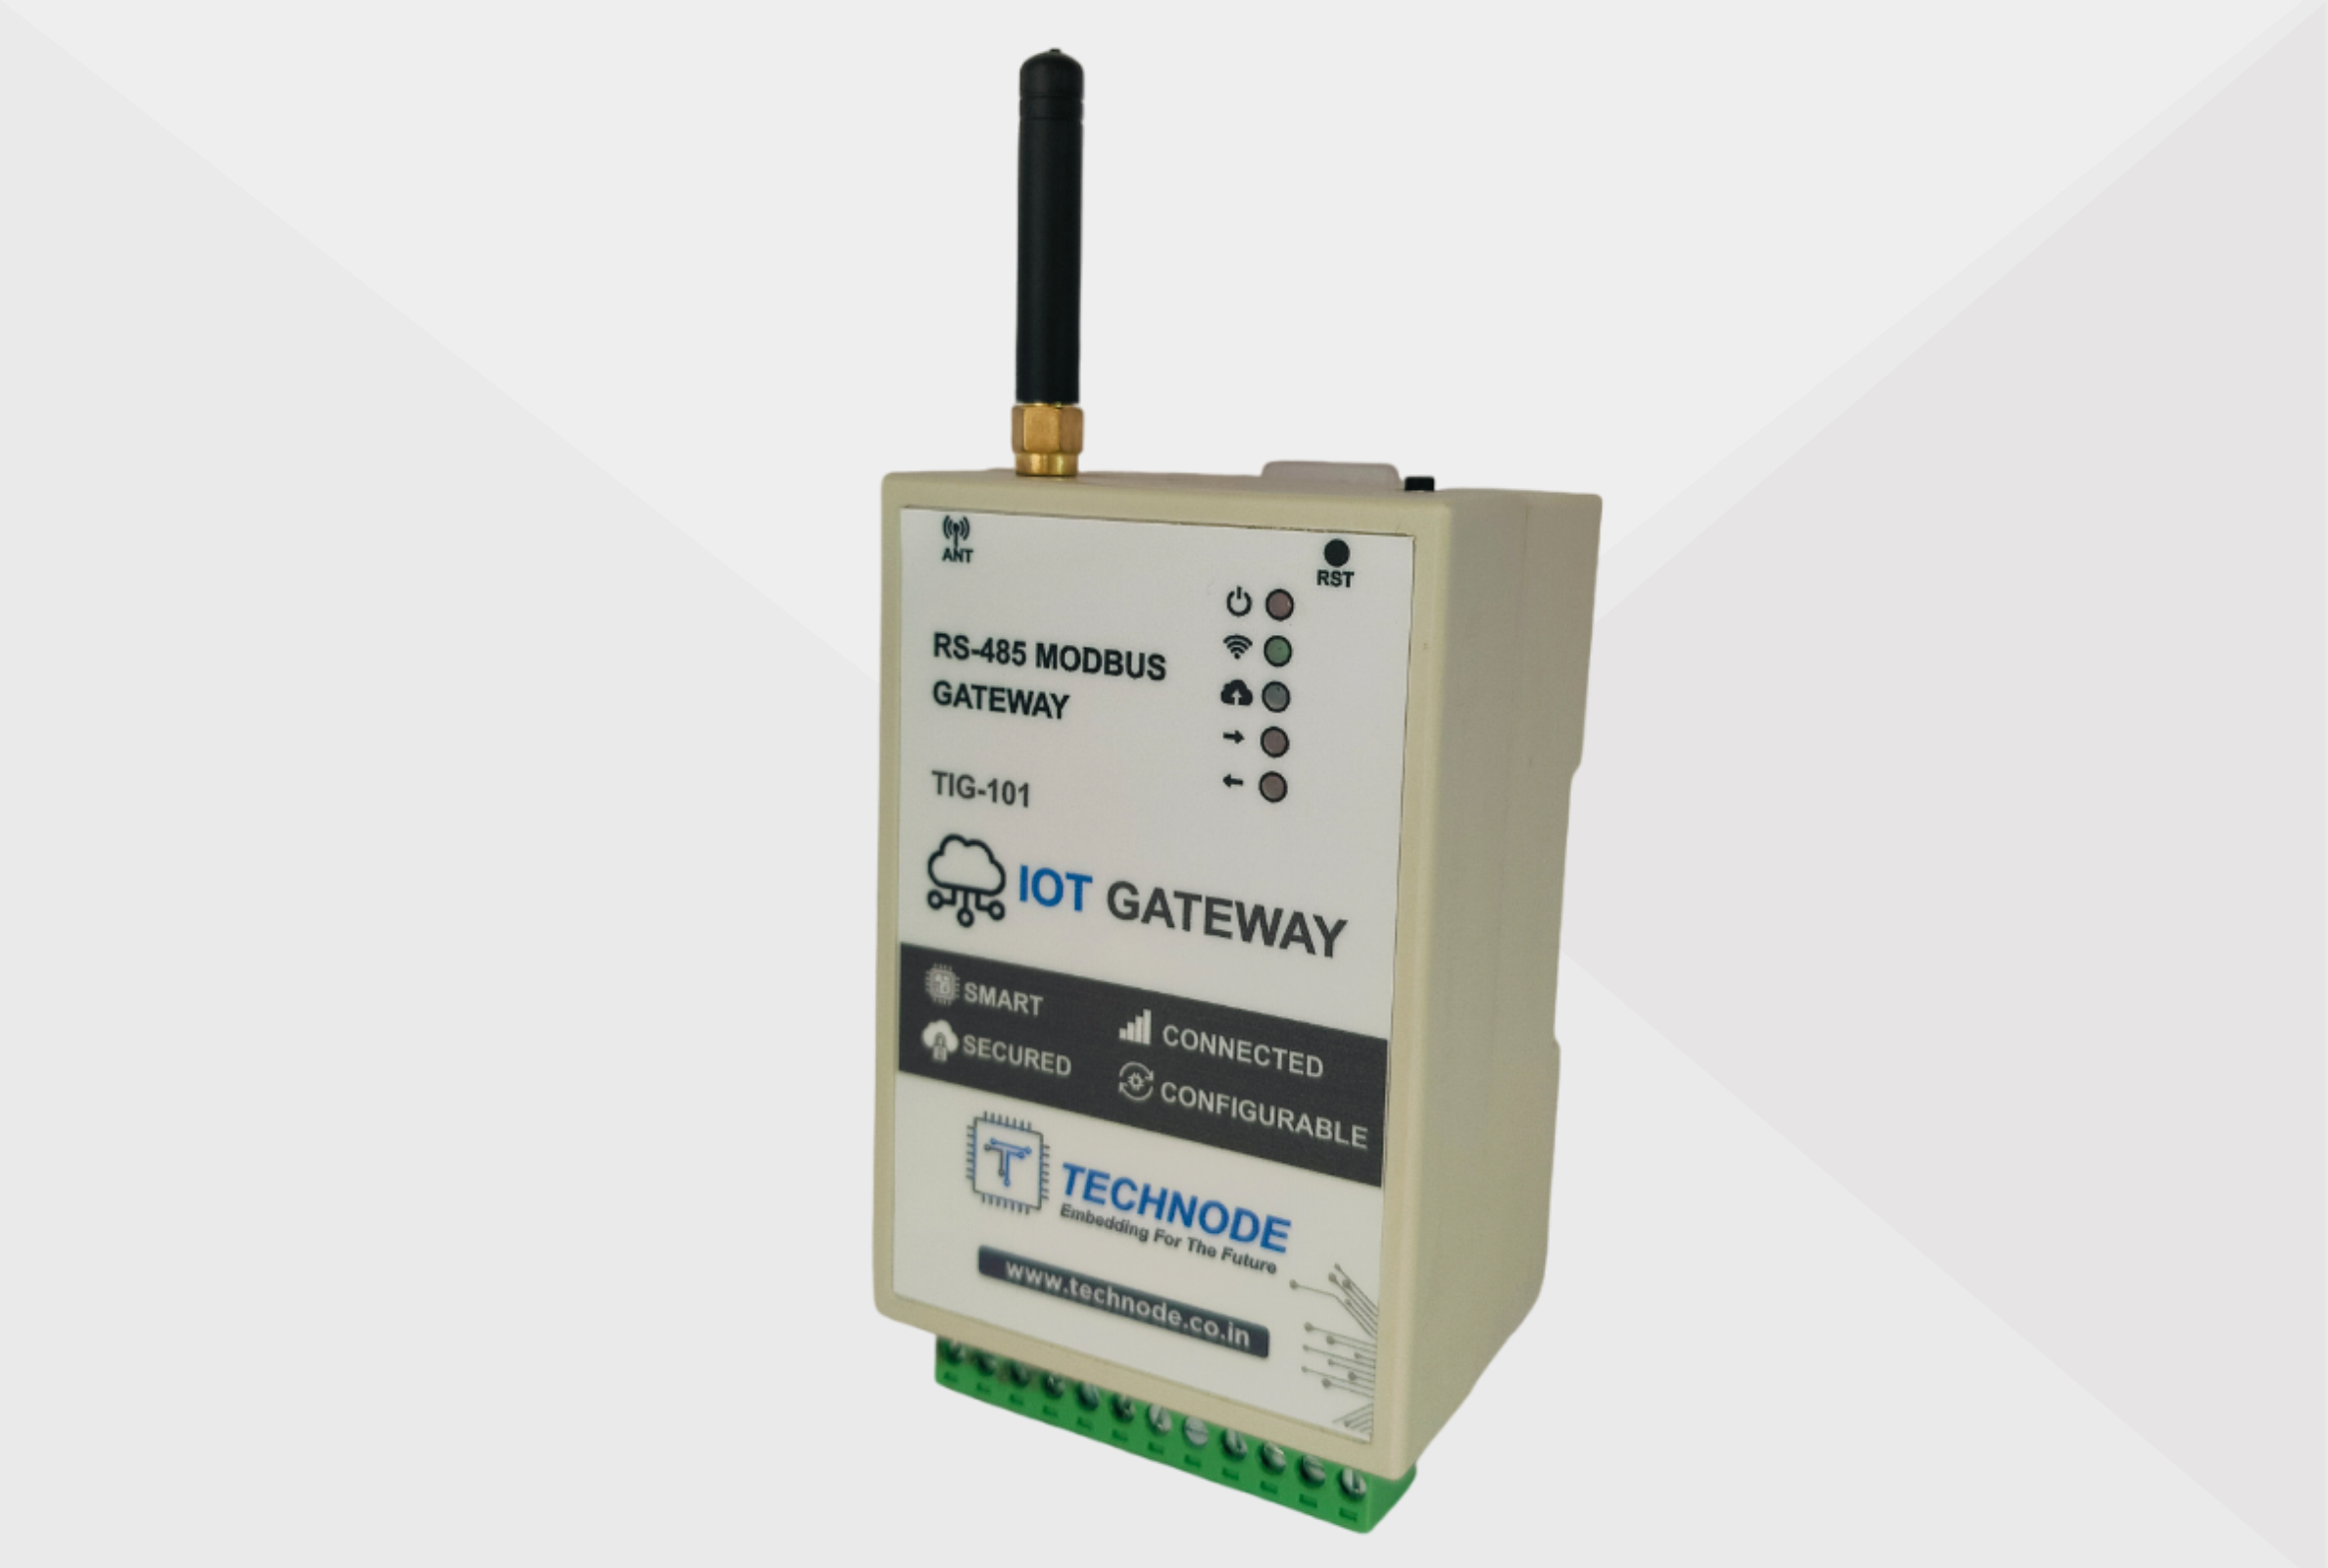 ANT
RST
RS-485 MODBUS
GATEWAY
TIG-101
IOT GATEWAY
SMART
CONNECTED
SECURED
CONFIGURABLE
TECHNODE
Embedding For The Future
www.technode.co.in